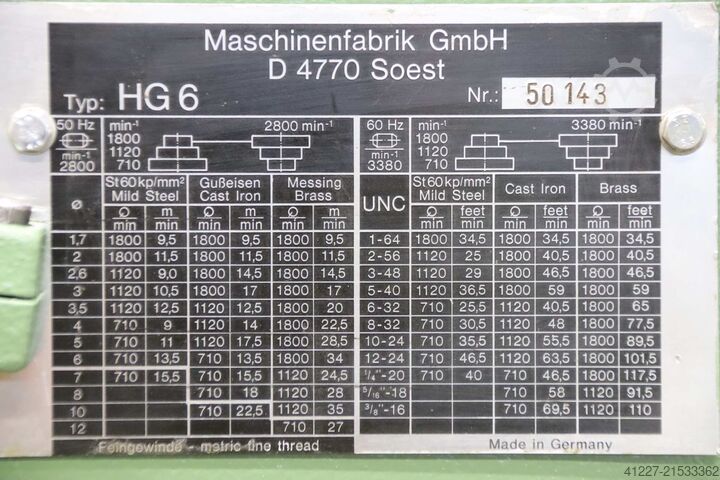 Maschinenfabrik GmbH
D 4770 Soest
Typ: HG 6 Nr.: 50 143
50 Hz min-1 2800 min-1 60 Hz min-1 3380 min-1
1800 1800
min-1 1120 min-1 1120
2800 710 3380 710
St60kp/mm² Gußeisen Messing St60kp/mm² Cast Iron Brass
Mild Steel Cast Iron Brass UNC Mild Steel
ø min m/min min m/min min m/min min feet/min min feet/min min feet/min
1,7 1800 9,5 1800 9,5 1800 9,5 1-64 1800 34,5 1800 34,5 1800 34,5
2 1800 11,5 1800 11,5 1800 11,5 2-56 1120 25 1800 40,5 1800 40,5
2,6 1120 9,0 1800 14,5 1800 14,5 3-48 1120 29 1800 46,5 1800 46,5
3 1120 10,5 1800 17 1800 17 5-40 1120 36,5 1800 59 1800 59
3,5 1120 12,5 1120 12,5 1800 20 6-32 710 25,5 1120 40,5 1800 65
4 710 9 1120 14 1800 22,5 8-32 710 30,5 1120 48 1800 77,5
5 710 11 1120 17,5 1800 28,5 10-24 710 35,5 1120 55,5 1800 89,5
6 710 13,5 710 13,5 1800 34 12-24 710 46,5 1120 63,5 1800 101,5
7 710 15,5 710 15,5 1120 24,5 1/4"-20 710 40 710 46,5 1800 117,5
8 710 18 1120 28 5/16"-18 710 58 1120 91,5
10 710 22,5 1120 35 3/8"-16 710 69,5 1120 110
12 710 27
Feingewinde - metric fine thread Made in Germany
41227-21533362